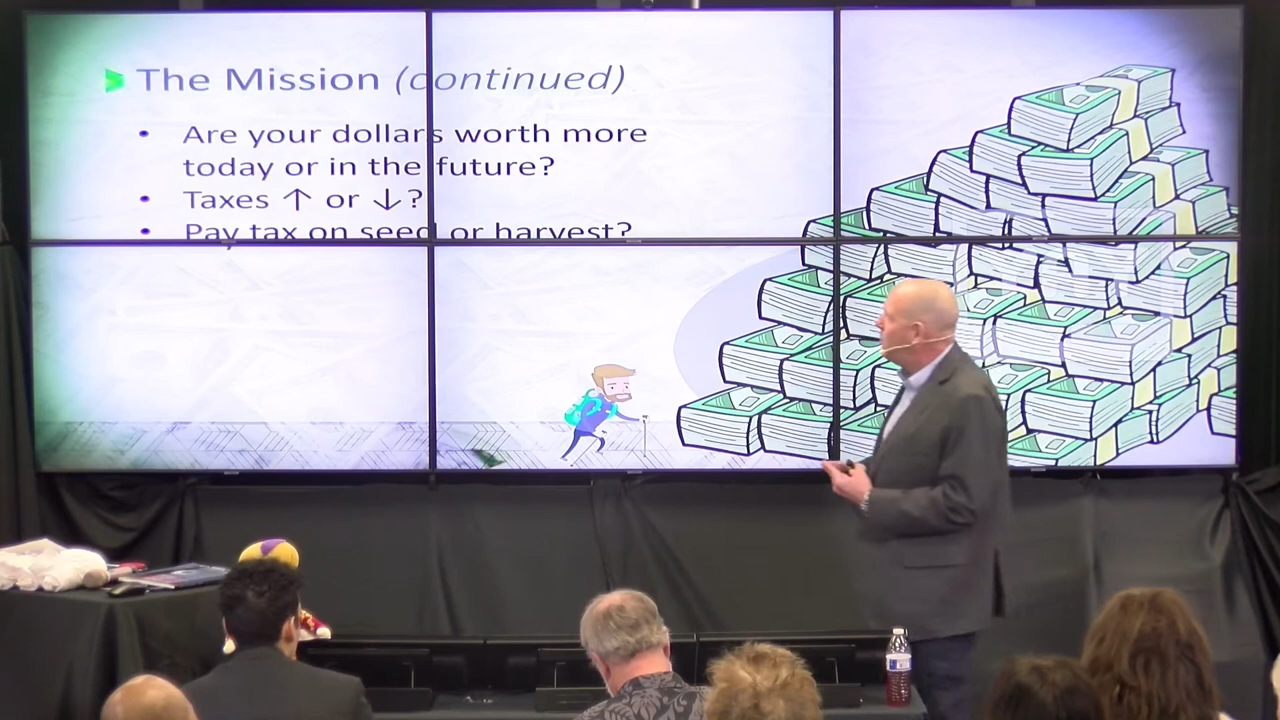 The Mission (continued)
• Are your dollars worth more
today or in the future?
• Taxes ↑ or ↓?
• Pay tax on seed or harvest?